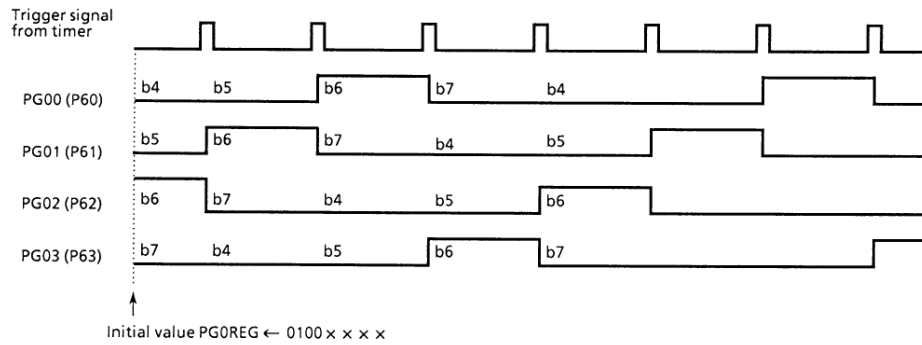 Trigger signal
from timer
PG00 (P60) b4 b5 b6 b7 b4
PG01 (P61) b5 b6 b7 b4 b5
PG02 (P62) b6 b7 b4 b5 b6
PG03 (P63) b7 b4 b5 b6 b7
Initial value PG0REG ← 0100 × × × ×